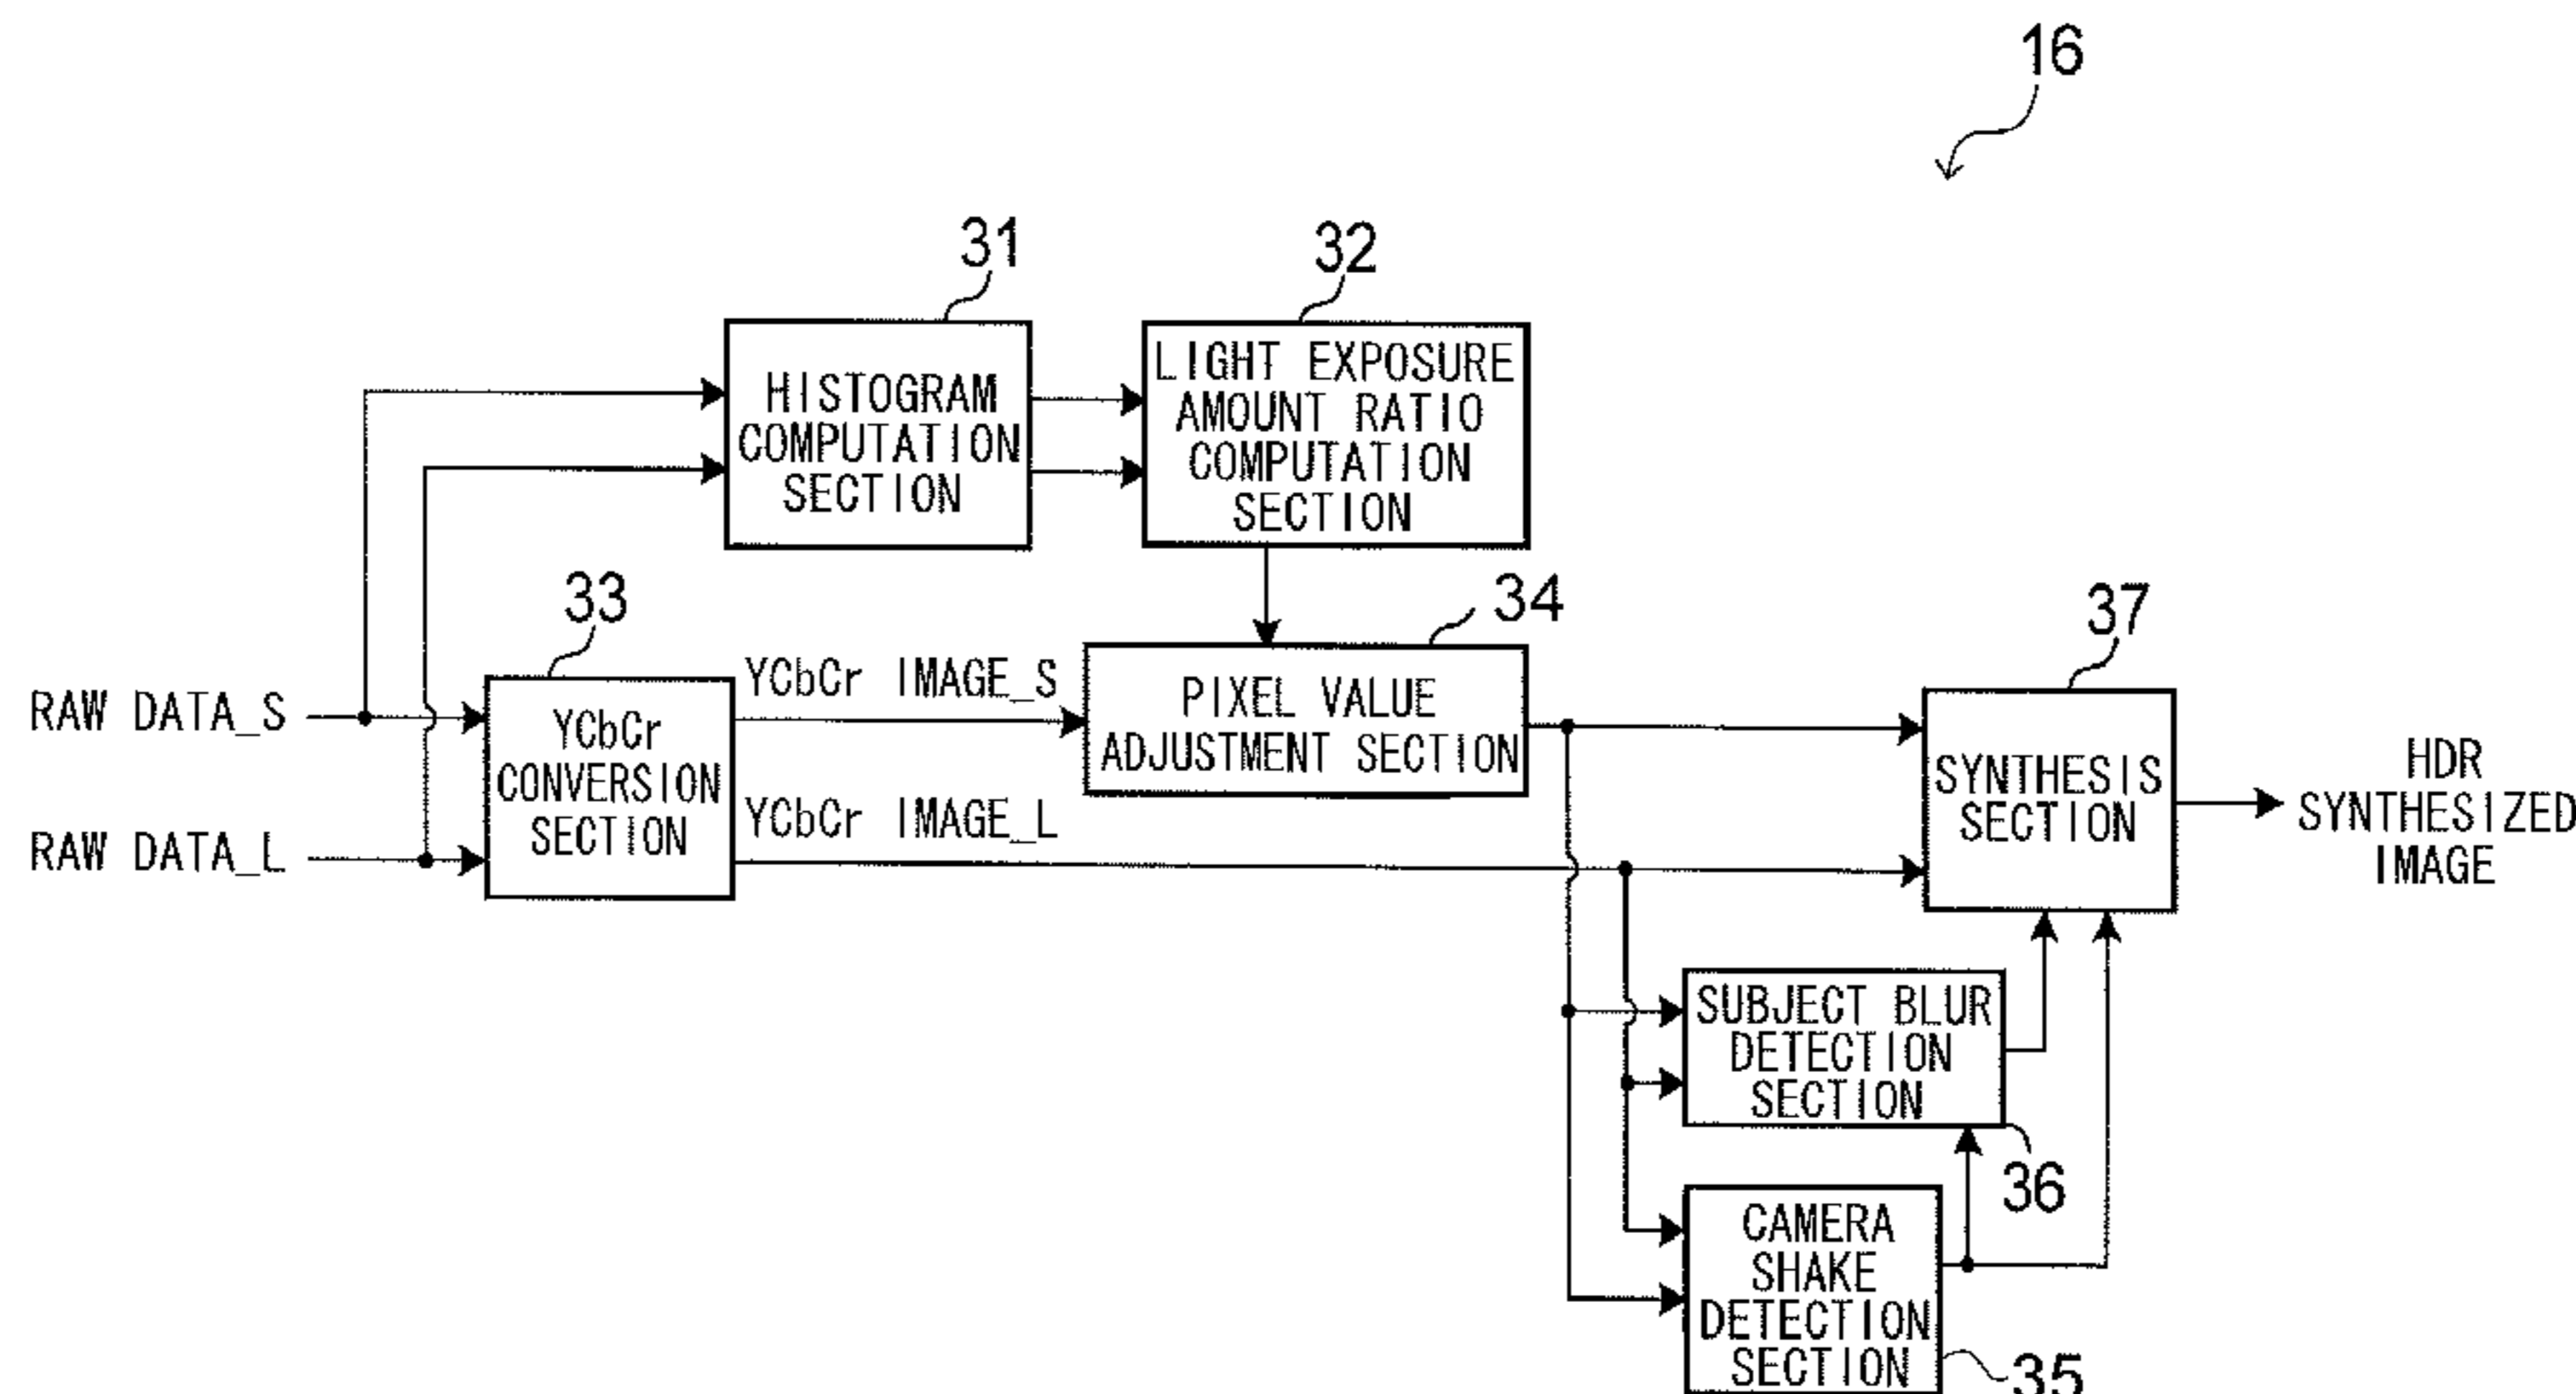 16
31
32
HISTOGRAM
COMPUTATION
SECTION
LIGHT EXPOSURE
AMOUNT RATIO
COMPUTATION
SECTION
33
34
37
RAW DATA_S
RAW DATA_L
YCbCr
CONVERSION
SECTION
YCbCr IMAGE_S
YCbCr IMAGE_L
PIXEL VALUE
ADJUSTMENT SECTION
SYNTHESIS
SECTION
HDR
SYNTHESIZED
IMAGE
SUBJECT BLUR
DETECTION
SECTION
36
CAMERA
SHAKE
DETECTION
SECTION
35